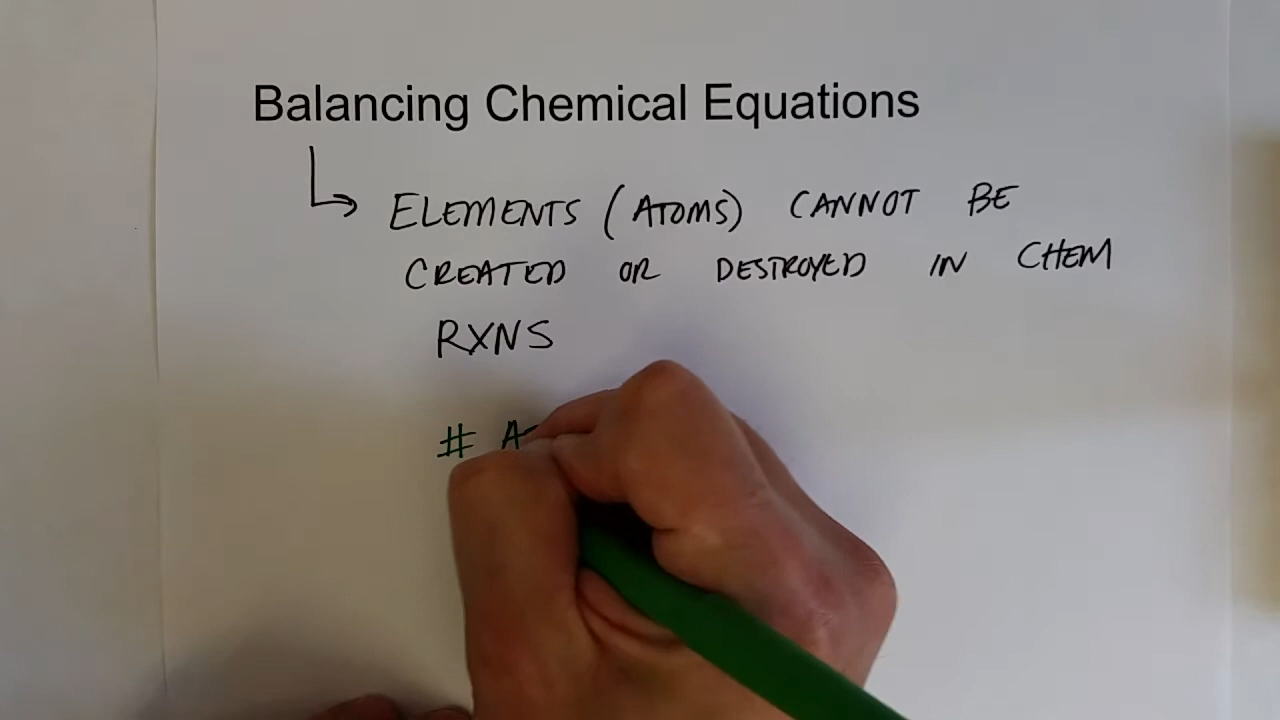 Balancing Chemical Equations
ELEMENTS (ATOMS) CANNOT BE
CREATED OR DESTROYED IN CHEM
RXNS
# A